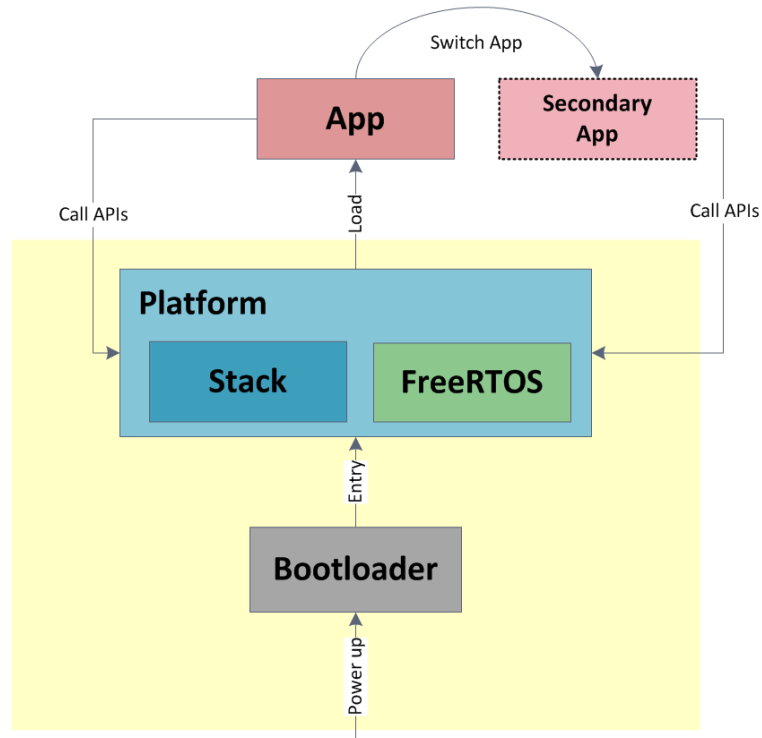 Switch App
App
Secondary
App
Call APIs
Load
Call APIs
Platform
Stack
FreeRTOS
Entry
Bootloader
Power up